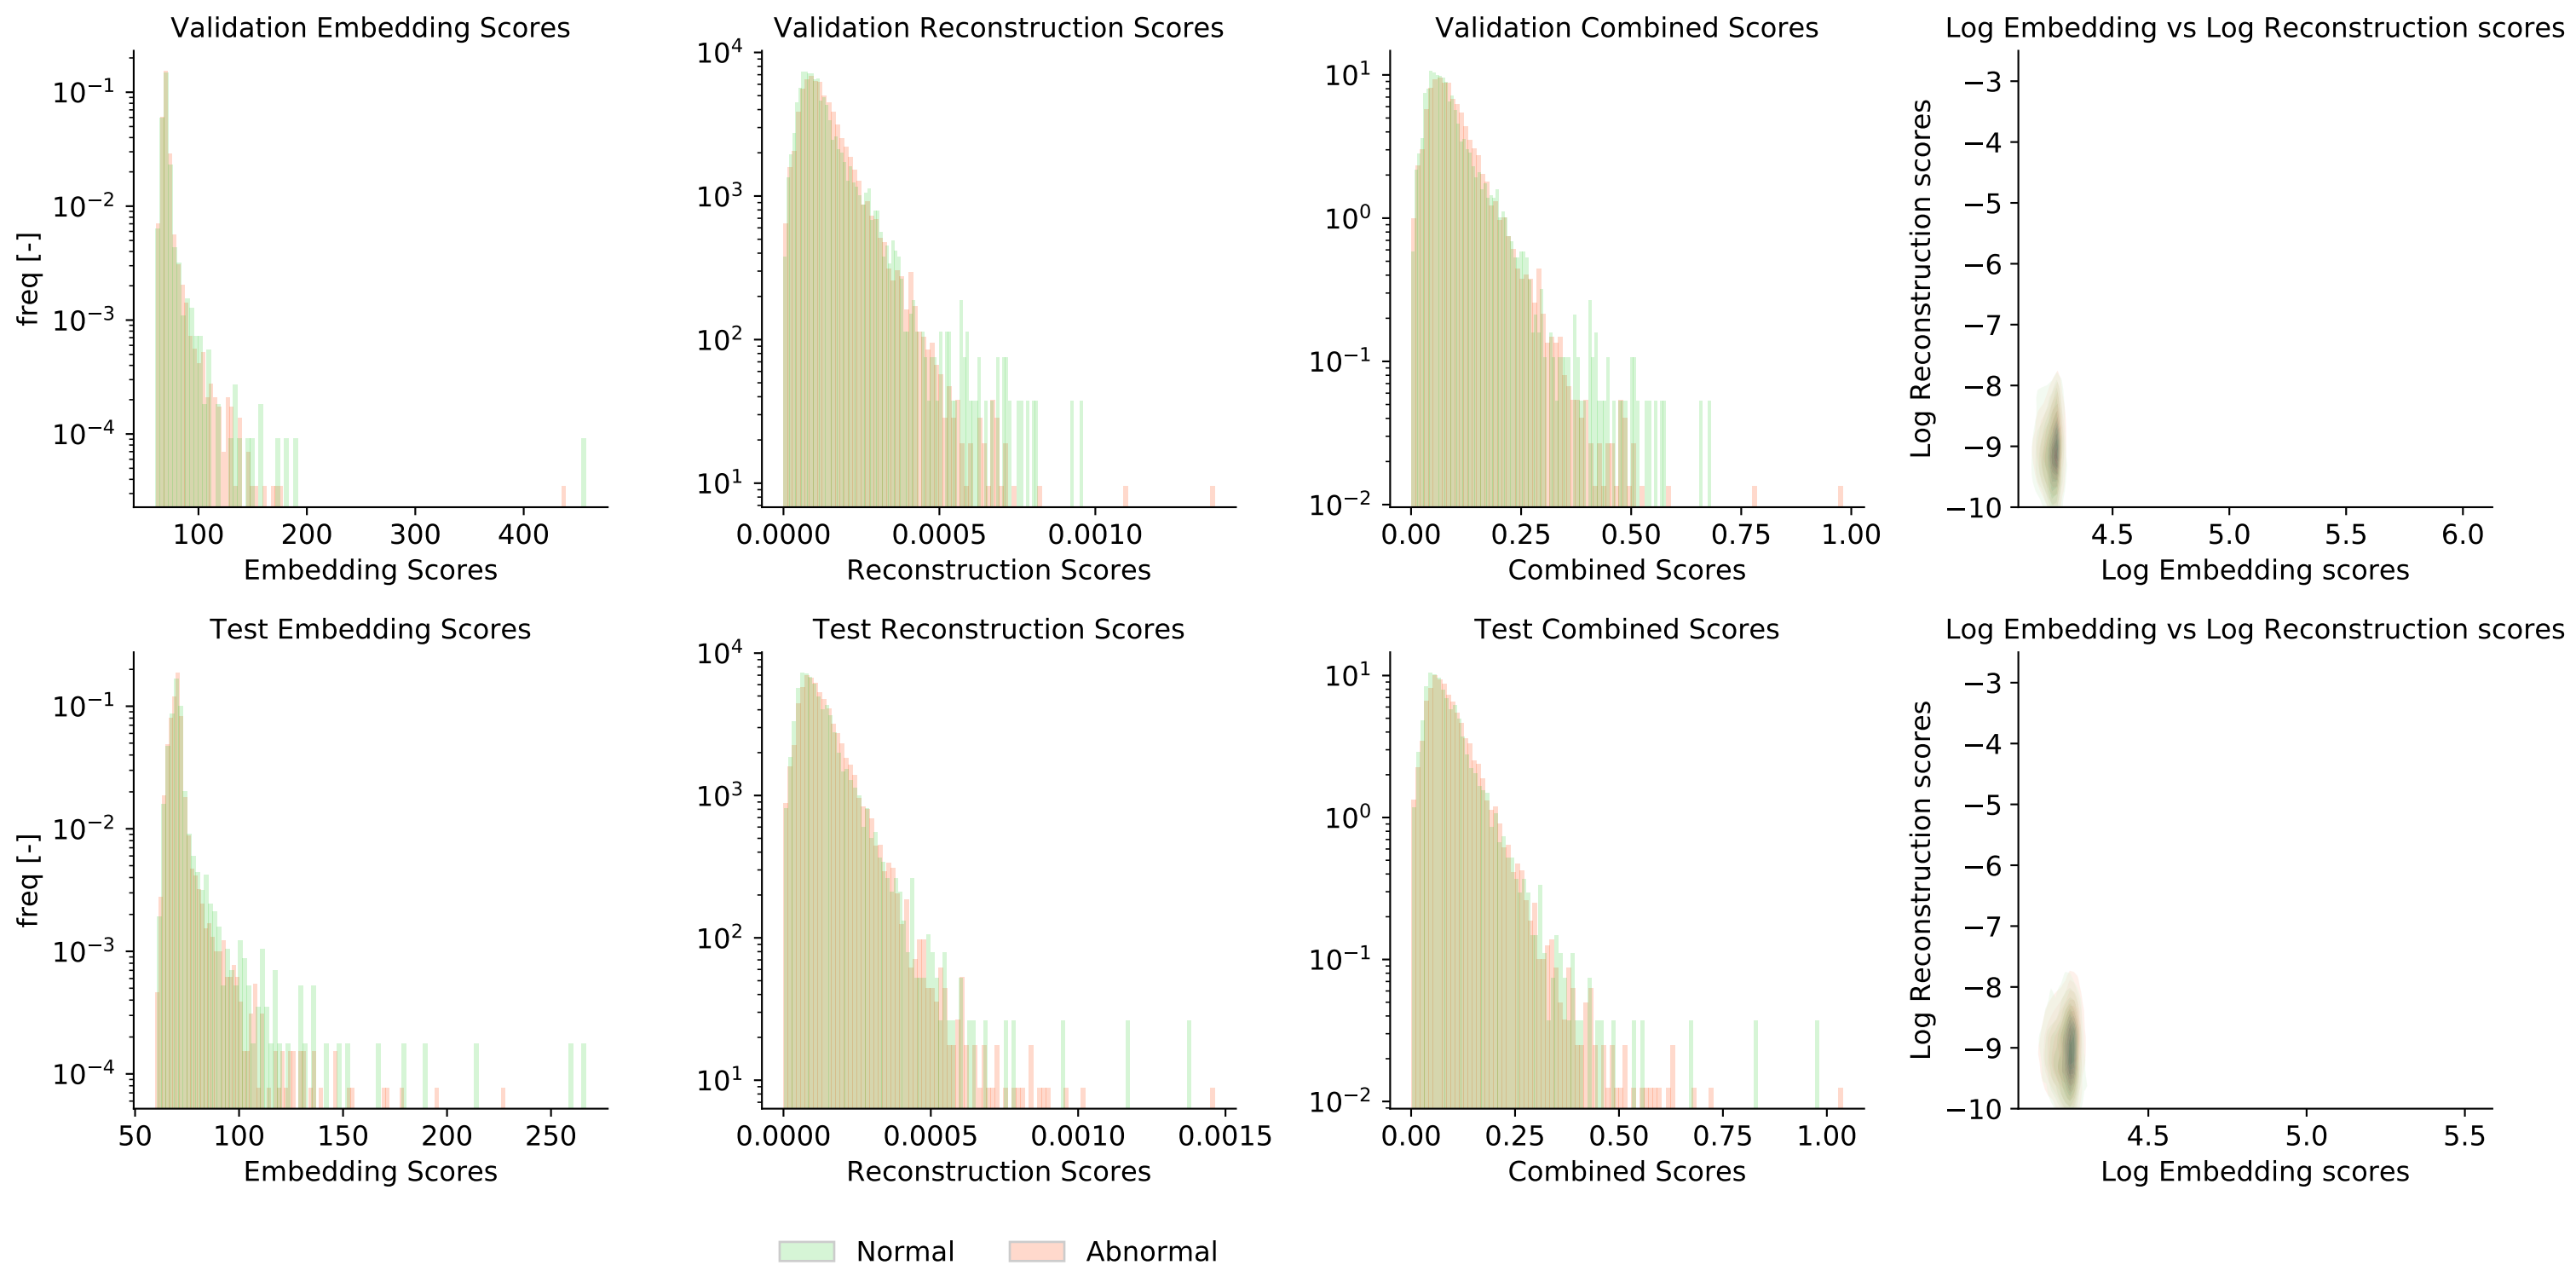 Validation Embedding Scores
freq [-]
10⁻¹
10⁻²
10⁻³
10⁻⁴
100 200 300 400
Embedding Scores
Validation Reconstruction Scores
10⁴
10³
10²
10¹
0.0000 0.0005 0.0010
Reconstruction Scores
Validation Combined Scores
10¹
10⁰
10⁻¹
10⁻²
0.00 0.25 0.50 0.75 1.00
Combined Scores
Log Embedding vs Log Reconstruction scores
Log Reconstruction scores
−3
−4
−5
−6
−7
−8
−9
−10
4.5 5.0 5.5 6.0
Log Embedding scores
Test Embedding Scores
freq [-]
10⁻¹
10⁻²
10⁻³
10⁻⁴
50 100 150 200 250
Embedding Scores
Test Reconstruction Scores
10⁴
10³
10²
10¹
0.0000 0.0005 0.0010 0.0015
Reconstruction Scores
Test Combined Scores
10¹
10⁰
10⁻¹
10⁻²
0.00 0.25 0.50 0.75 1.00
Combined Scores
Log Embedding vs Log Reconstruction scores
Log Reconstruction scores
−3
−4
−5
−6
−7
−8
−9
−10
4.5 5.0 5.5
Log Embedding scores
Normal Abnormal